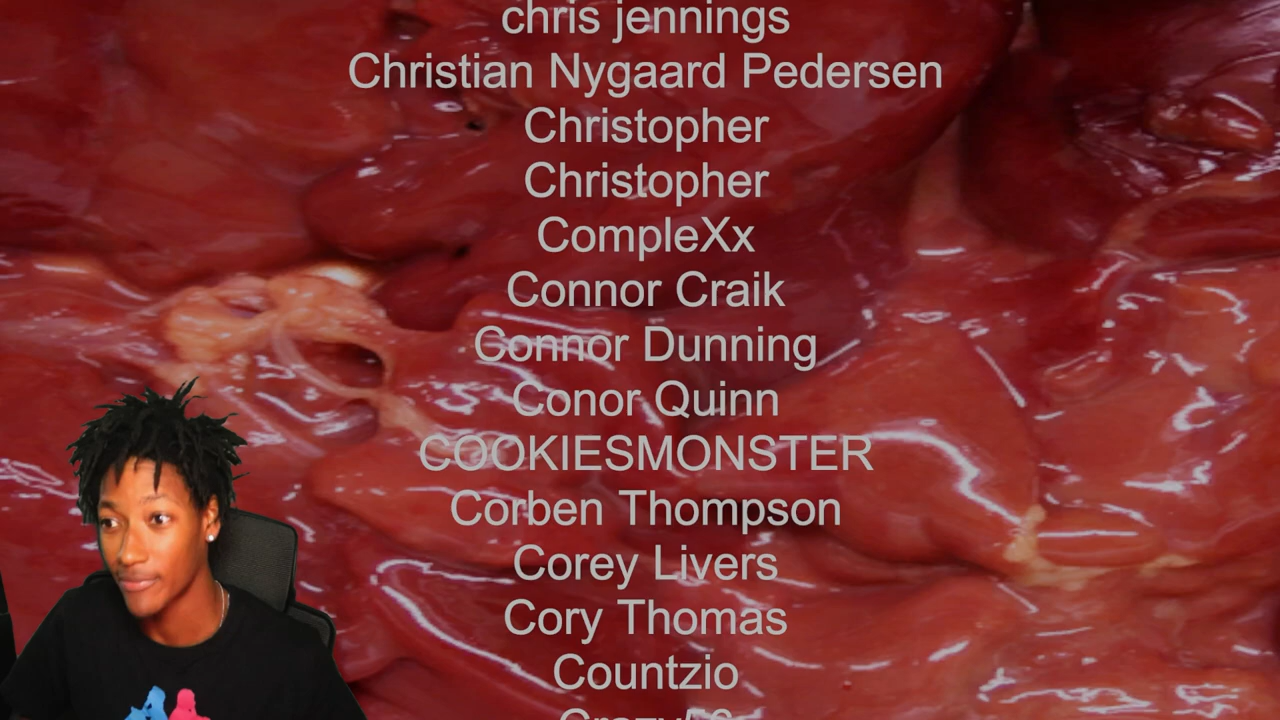 chris jennings
Christian Nygaard Pedersen
Christopher
Christopher
CompleXx
Connor Craik
Connor Dunning
Conor Quinn
COOKIESMONSTER
Corben Thompson
Corey Livers
Cory Thomas
Countzio